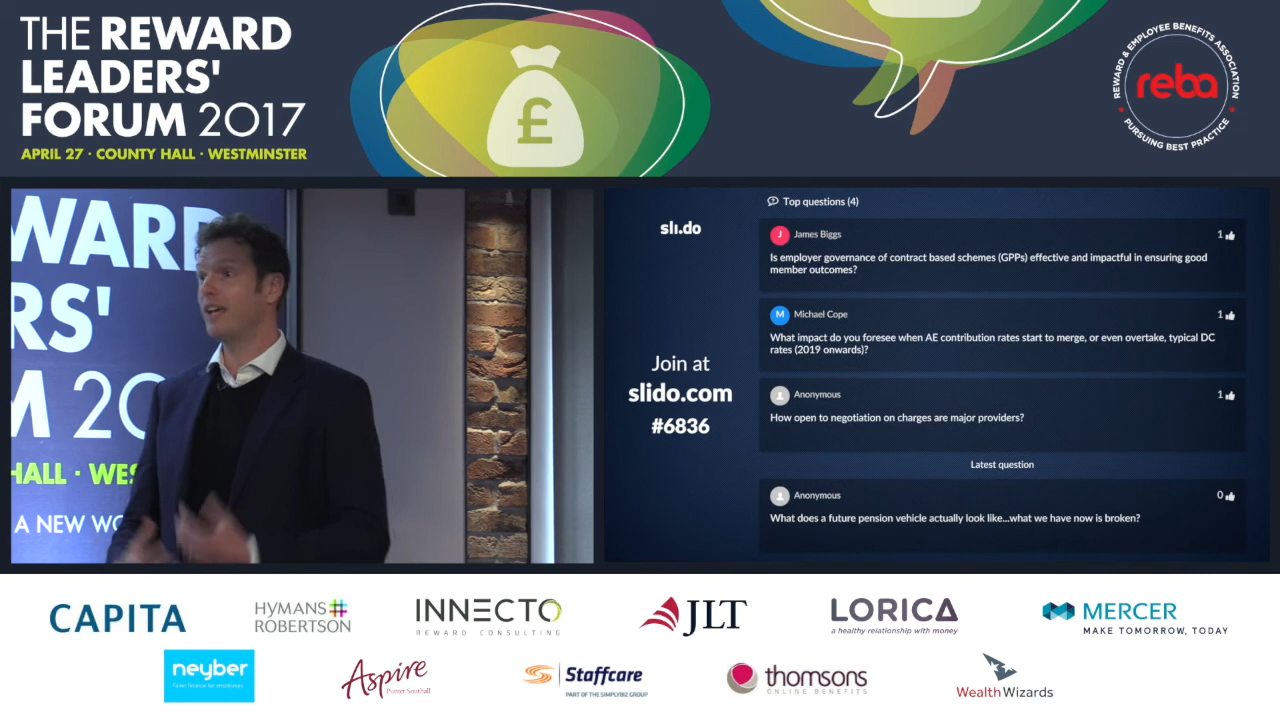 THE REWARD
LEADERS'
FORUM 2017
APRIL 27 · COUNTY HALL · WESTMINSTER
£
REWARD & EMPLOYEE BENEFITS ASSOCIATION
reba
PURSUING BEST PRACTICE
WARD
RS'
M 20
HALL · WES
A NEW WO
sli.do
Join at
slido.com
#6836
Top questions (4)
J James Biggs 1
Is employer governance of contract based schemes (GPPs) effective and impactful in ensuring good
member outcomes?
M Michael Cope 1
What impact do you foresee when AE contribution rates start to merge, or even overtake, typical DC
rates (2019 onwards)?
Anonymous 1
How open to negotiation on charges are major providers?
Latest question
Anonymous 0
What does a future pension vehicle actually look like...what we have now is broken?
CAPITA
HYMANS
ROBERTSON
INNECTO
REWARD CONSULTING
JLT
LORICA
a healthy relationship with money
MERCER
MAKE TOMORROW, TODAY
neyber
Fairer finance for employees
Aspire
Punter Southall
Staffcare
PART OF THE SIMPLYBIZ GROUP
thomsons
ONLINE BENEFITS
WealthWizards